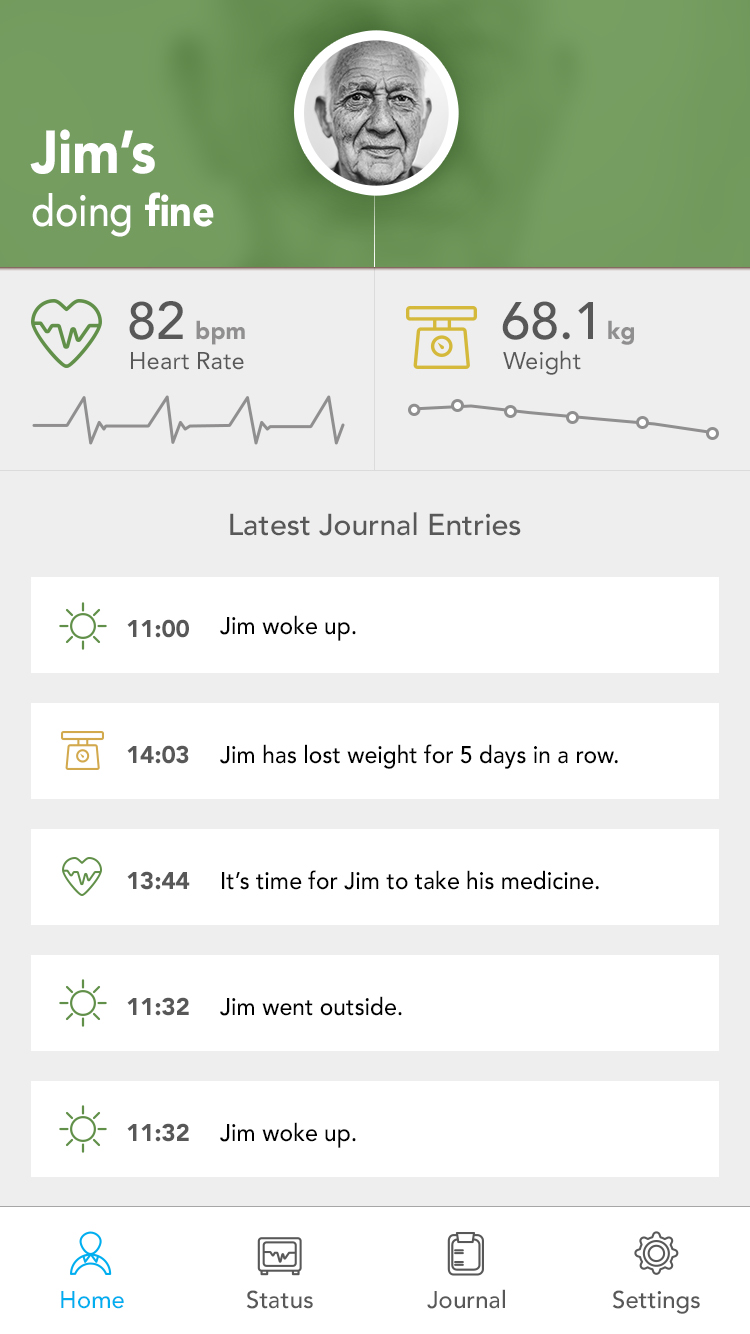 Jim’s
doing fine
82 bpm
Heart Rate
68.1 kg
Weight
Latest Journal Entries
11:00 Jim woke up.
14:03 Jim has lost weight for 5 days in a row.
13:44 It’s time for Jim to take his medicine.
11:32 Jim went outside.
11:32 Jim woke up.
Home Status Journal Settings